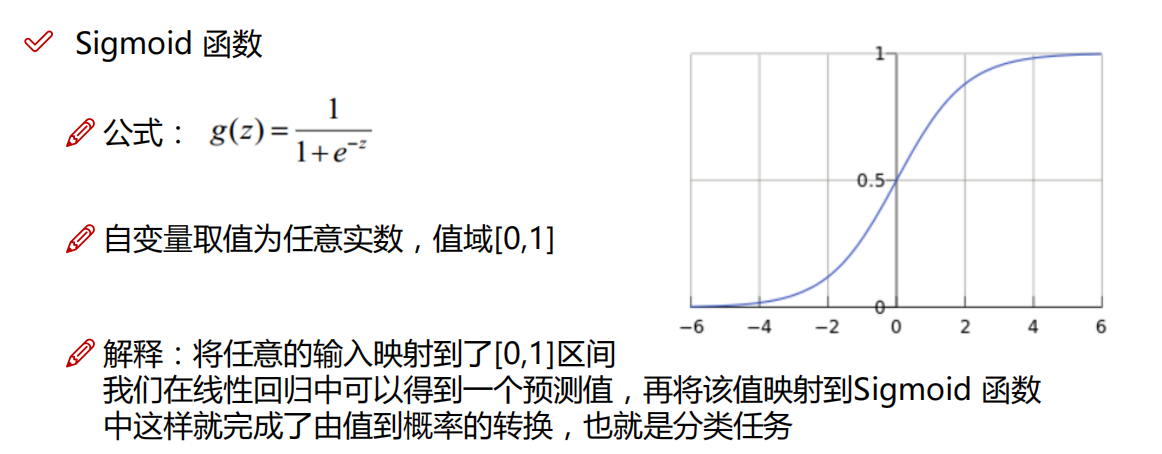 Sigmoid 函数
公式： g(z)=1/(1+e^{-z})
自变量取值为任意实数，值域[0,1]
解释：将任意的输入映射到了[0,1]区间
我们在线性回归中可以得到一个预测值，再将该值映射到Sigmoid 函数
中这样就完成了由值到概率的转换，也就是分类任务
1
0.5
0
−6 −4 −2 0 2 4 6